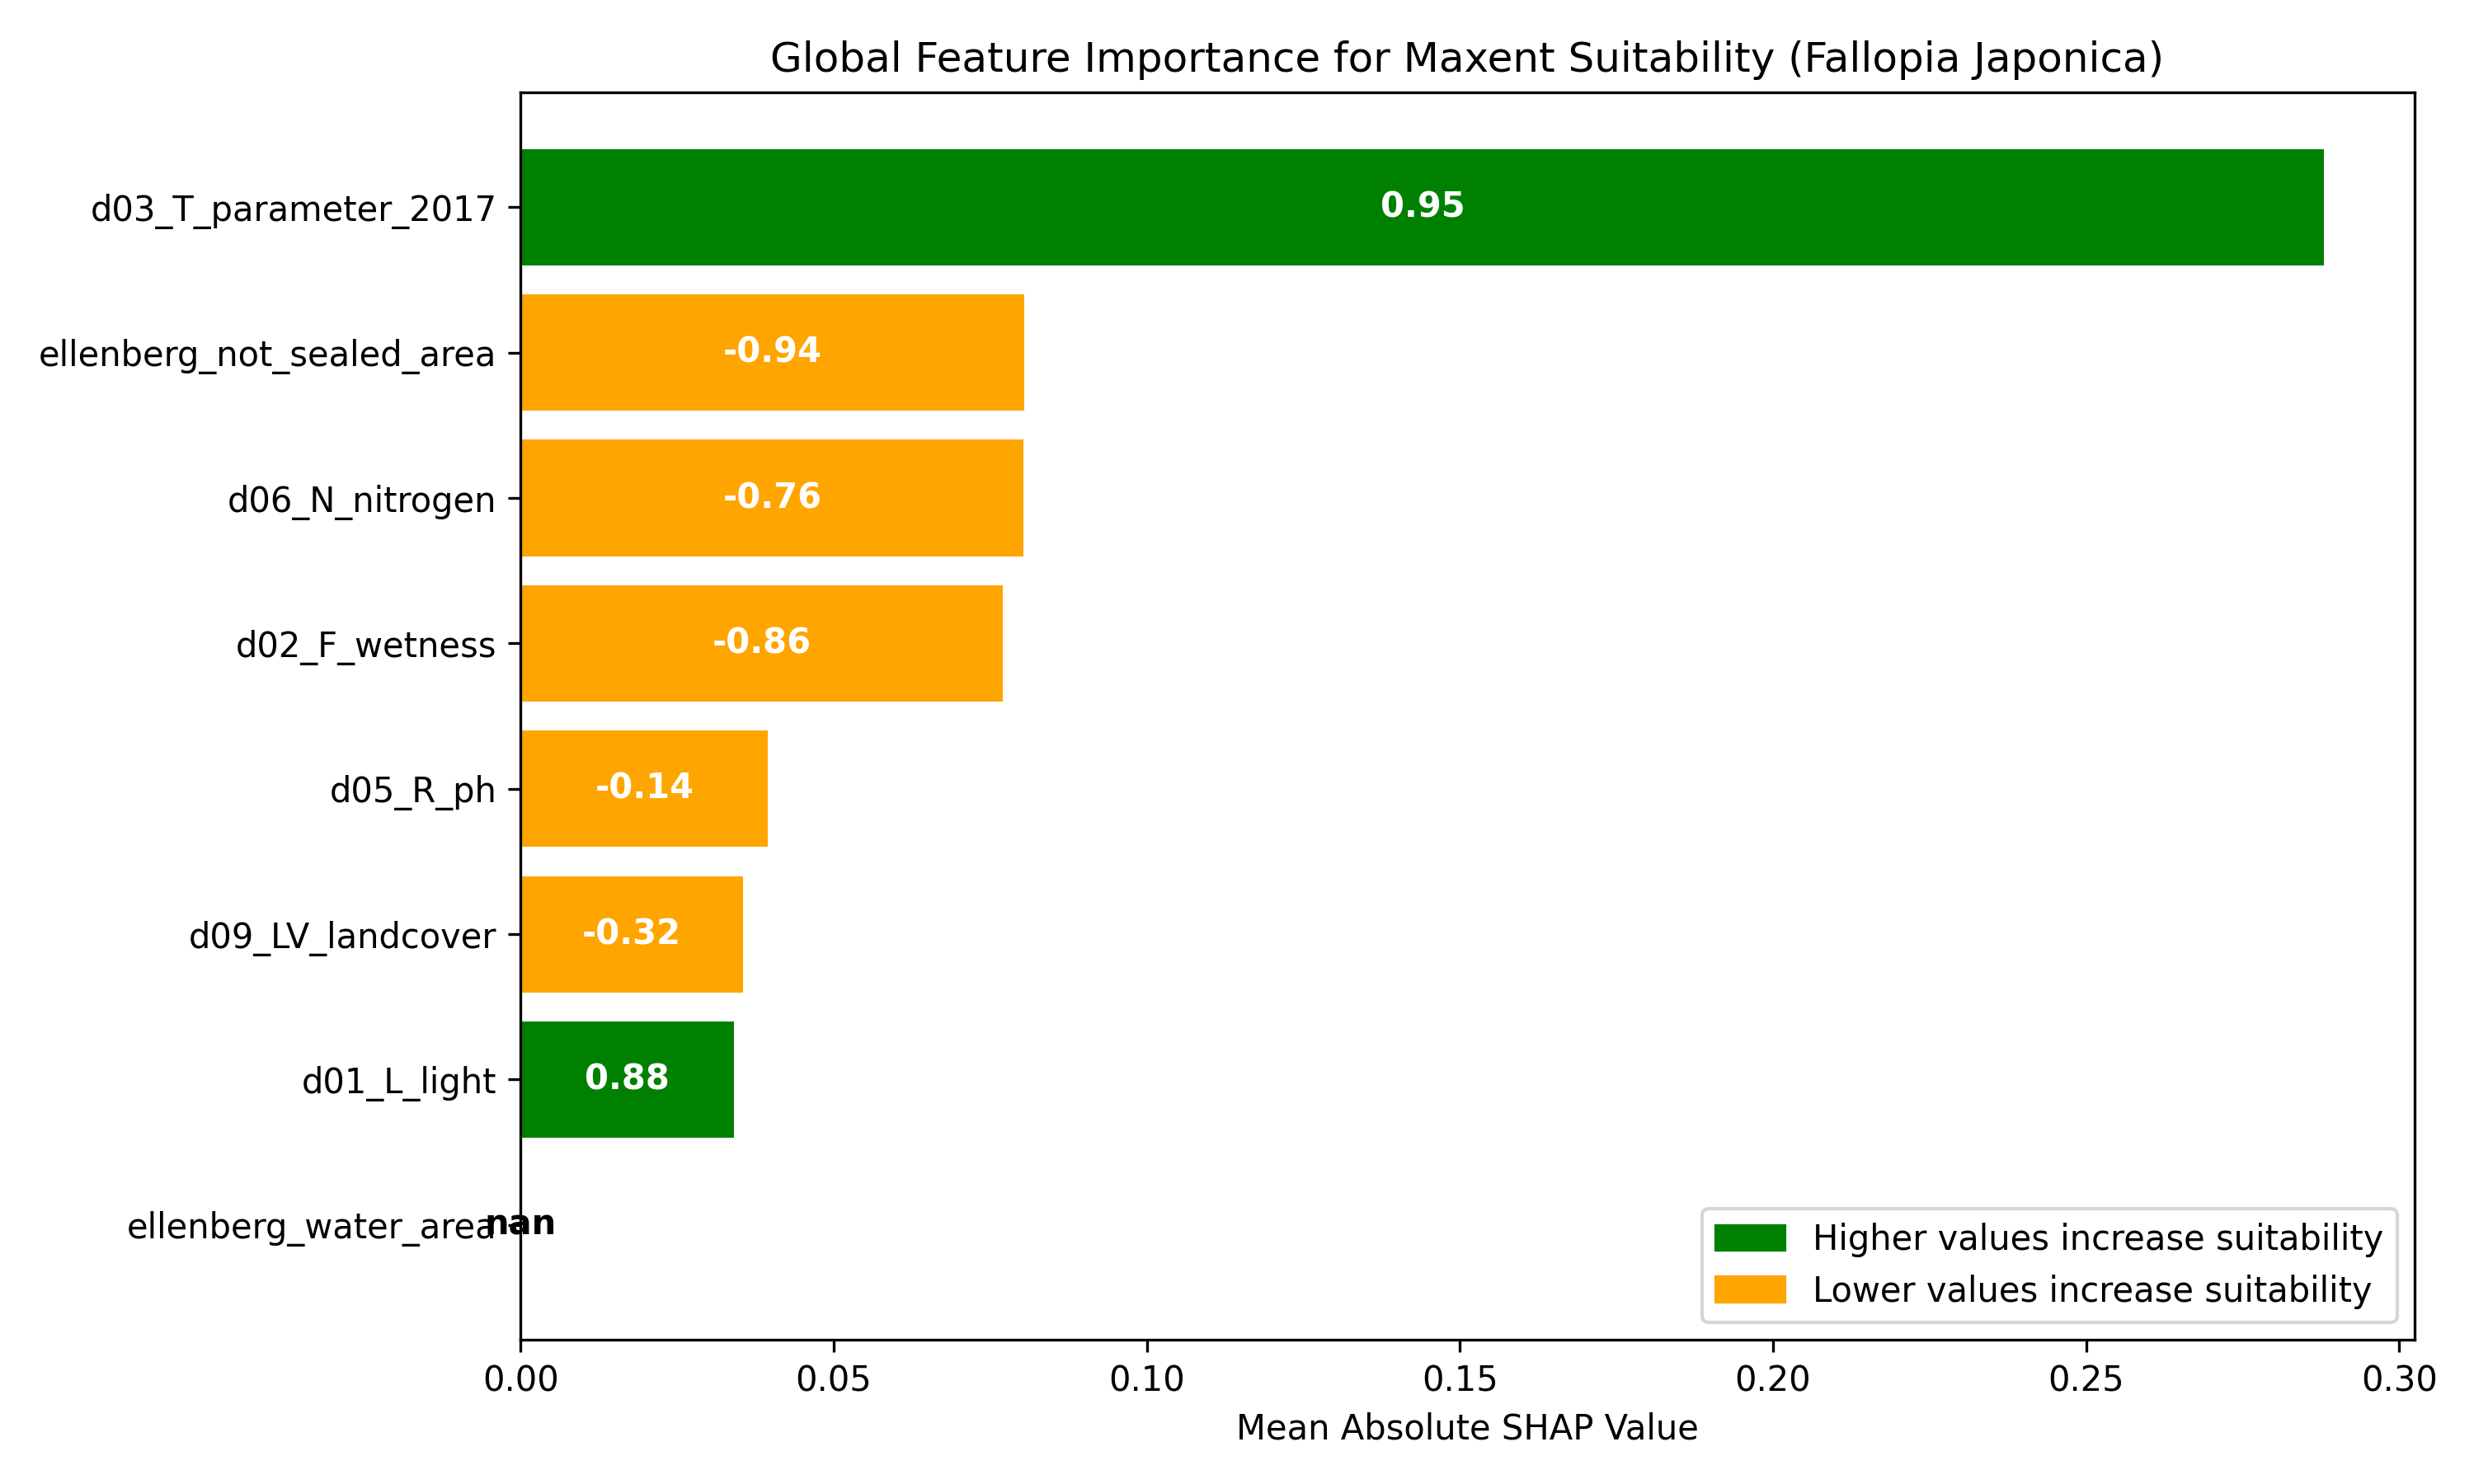 Global Feature Importance for Maxent Suitability (Fallopia Japonica)
d03_T_parameter_2017
0.95
ellenberg_not_sealed_area
-0.94
d06_N_nitrogen
-0.76
d02_F_wetness
-0.86
d05_R_ph
-0.14
d09_LV_landcover
-0.32
d01_L_light
0.88
ellenberg_water_area
nan
Higher values increase suitability
Lower values increase suitability
0.00 0.05 0.10 0.15 0.20 0.25 0.30
Mean Absolute SHAP Value